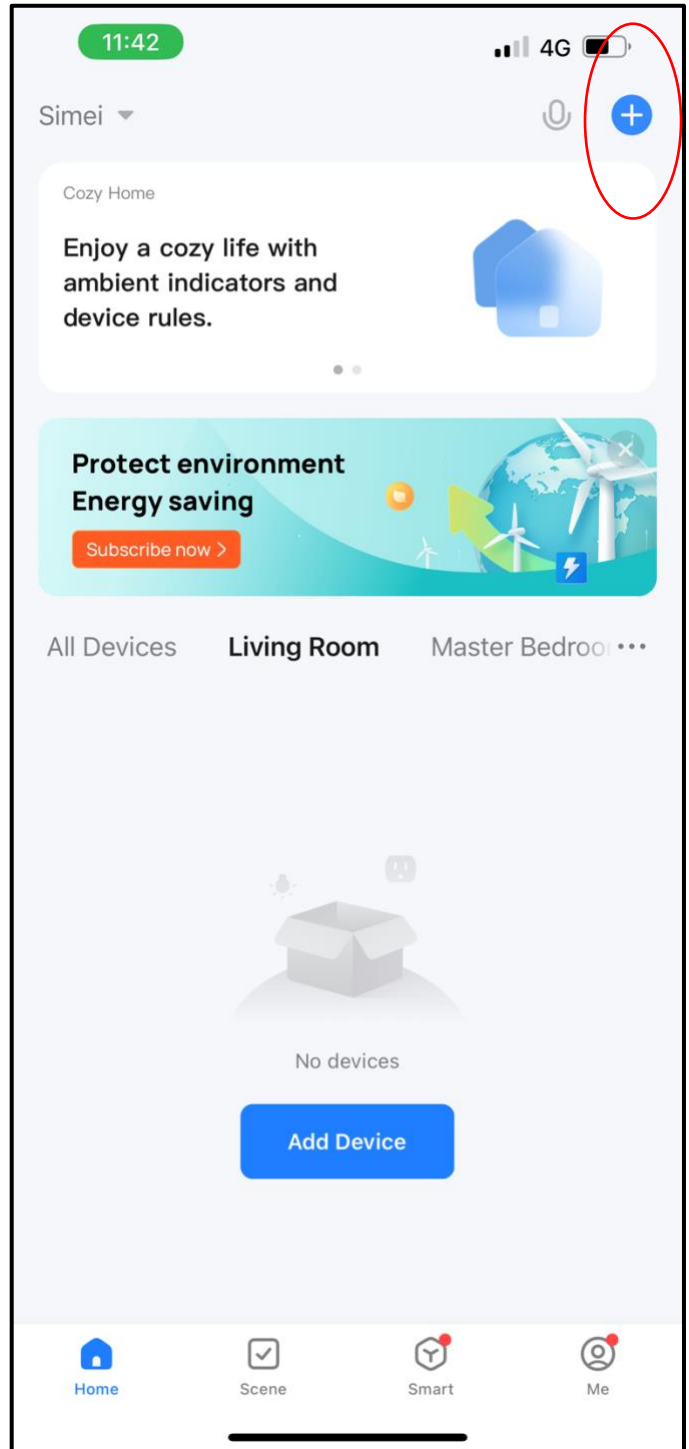 11:42
4G
Simei
Cozy Home
Enjoy a cozy life with
ambient indicators and
device rules.
Protect environment
Energy saving
Subscribe now >
All Devices
Living Room
Master Bedroo
No devices
Add Device
Home
Scene
Smart
Me